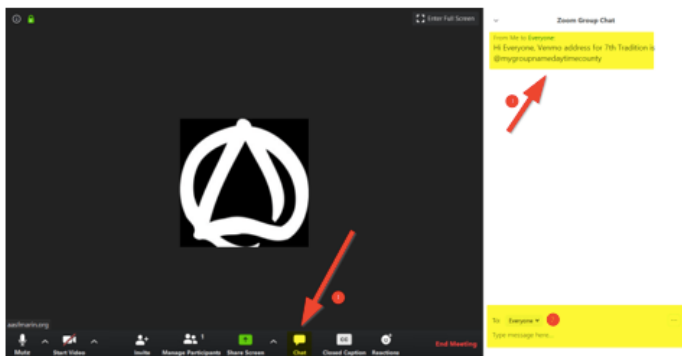 Enter Full Screen
Zoom Group Chat
From Me to Everyone:
Hi Everyone, Venmo address for 7th Tradition is
@mygroupnamedaytimecounty
To: Everyone
Type message here...
aasfmarin.org
1
Mute
Start Video
Invite
Manage Participants
Share Screen
Chat
Closed Caption
Reactions
End Meeting